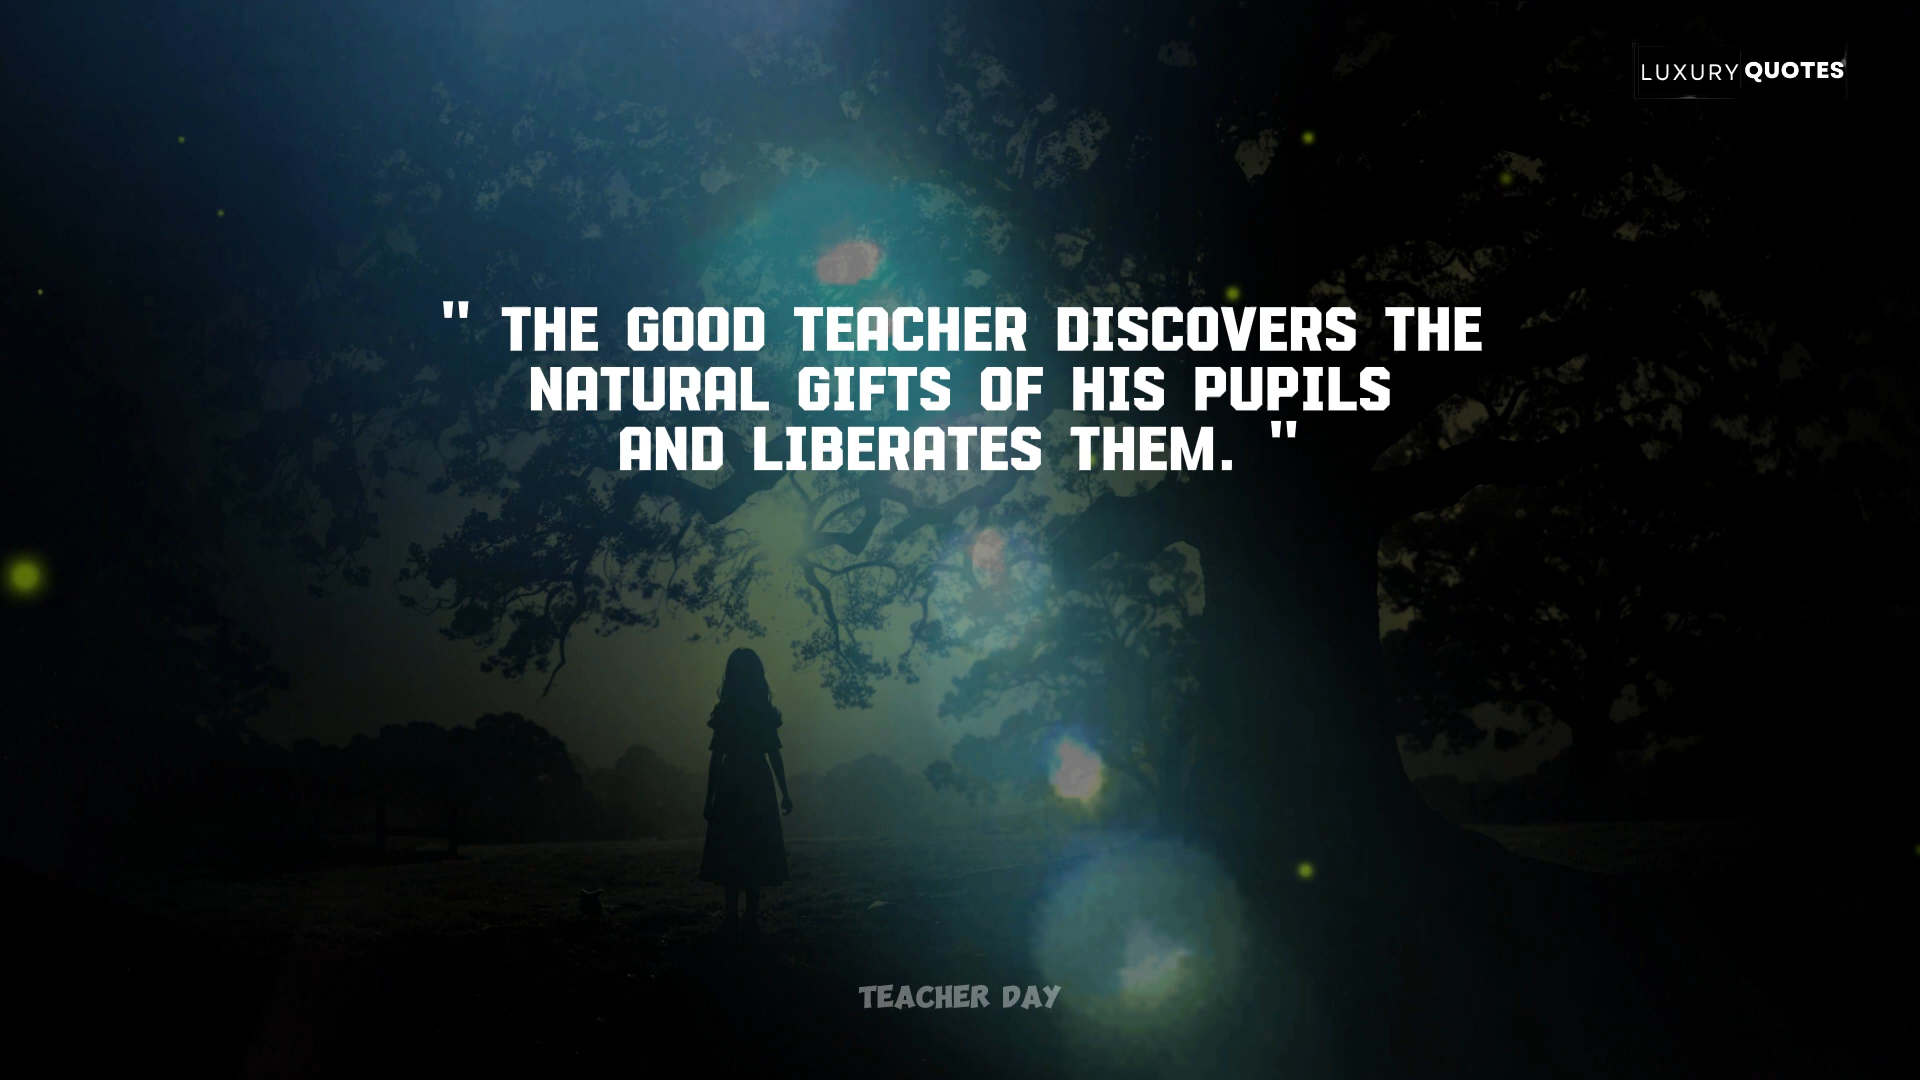 LUXURY QUOTES
" THE GOOD TEACHER DISCOVERS THE
NATURAL GIFTS OF HIS PUPILS
AND LIBERATES THEM. "
TEACHER DAY